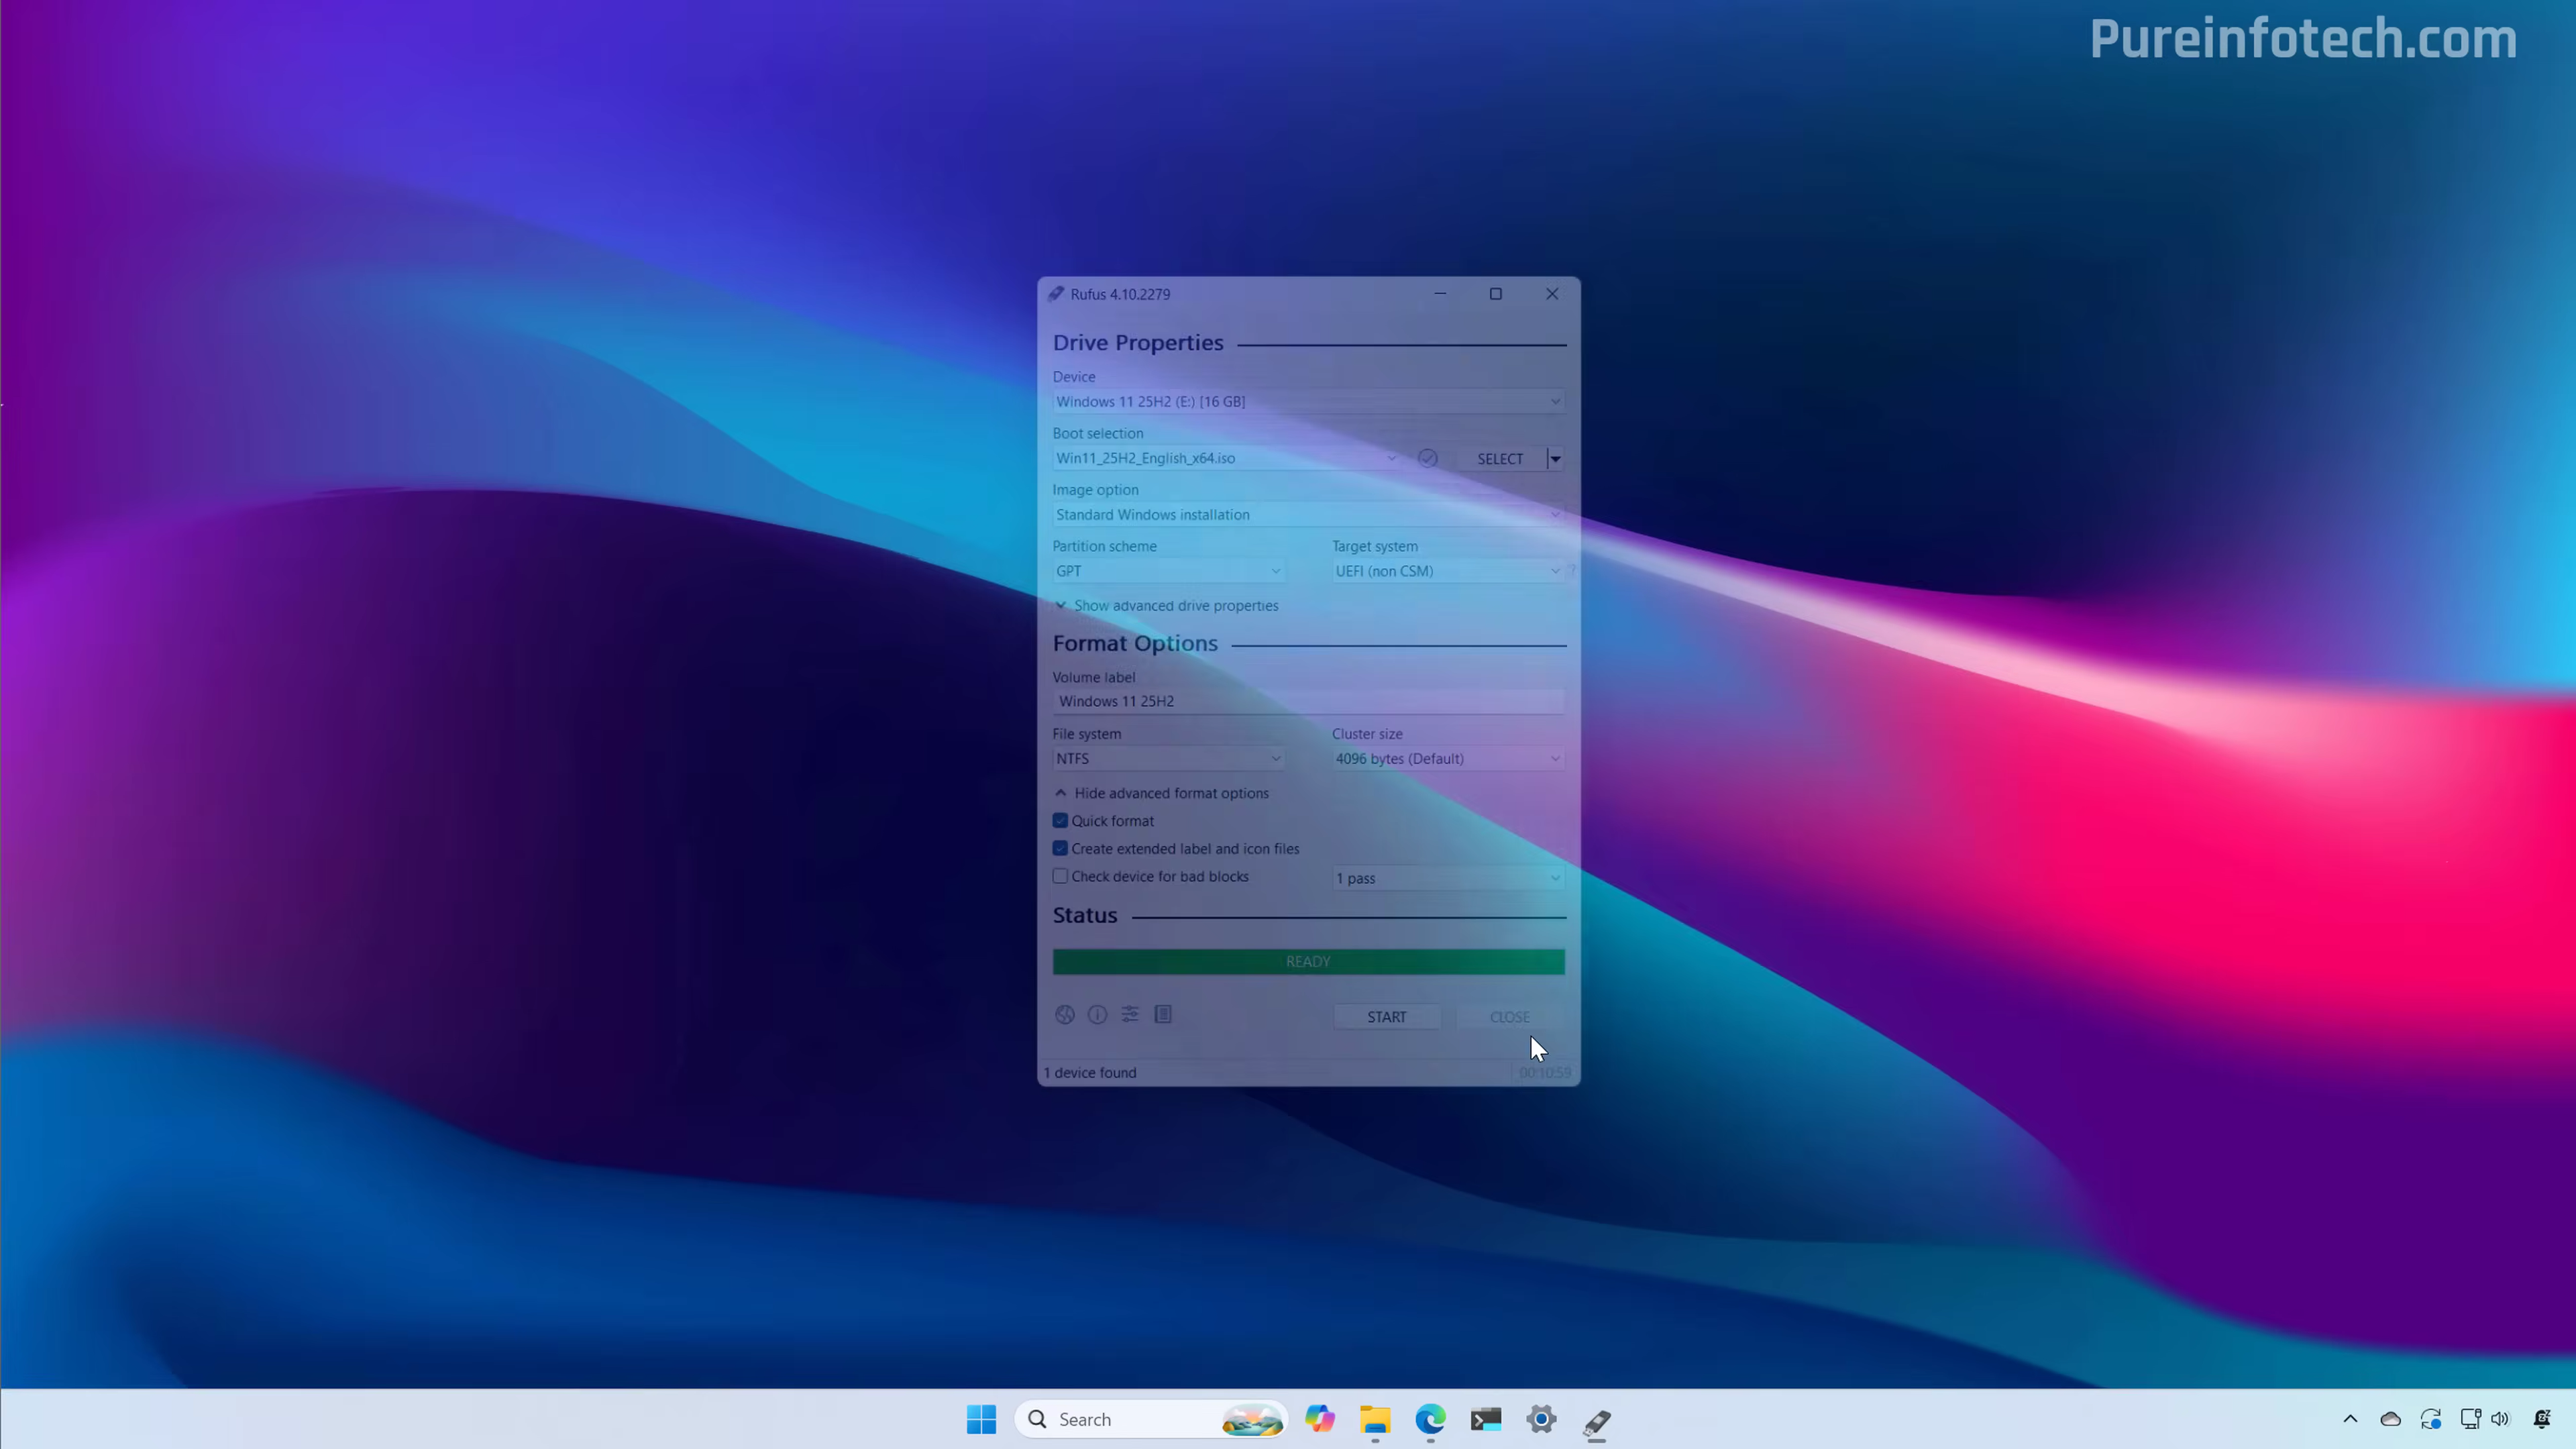 Pureinfotech.com
Rufus 4.10.2279
Drive Properties
Device
Windows 11 25H2 (E:) [16 GB]
Boot selection
Win11_25H2_English_x64.iso
SELECT
Image option
Standard Windows installation
Partition scheme
Target system
GPT
UEFI (non CSM)
?
Show advanced drive properties
Format Options
Volume label
Windows 11 25H2
File system
Cluster size
NTFS
4096 bytes (Default)
Hide advanced format options
Quick format
Create extended label and icon files
Check device for bad blocks
1 pass
Status
READY
START
CLOSE
1 device found
00:10:59
Search